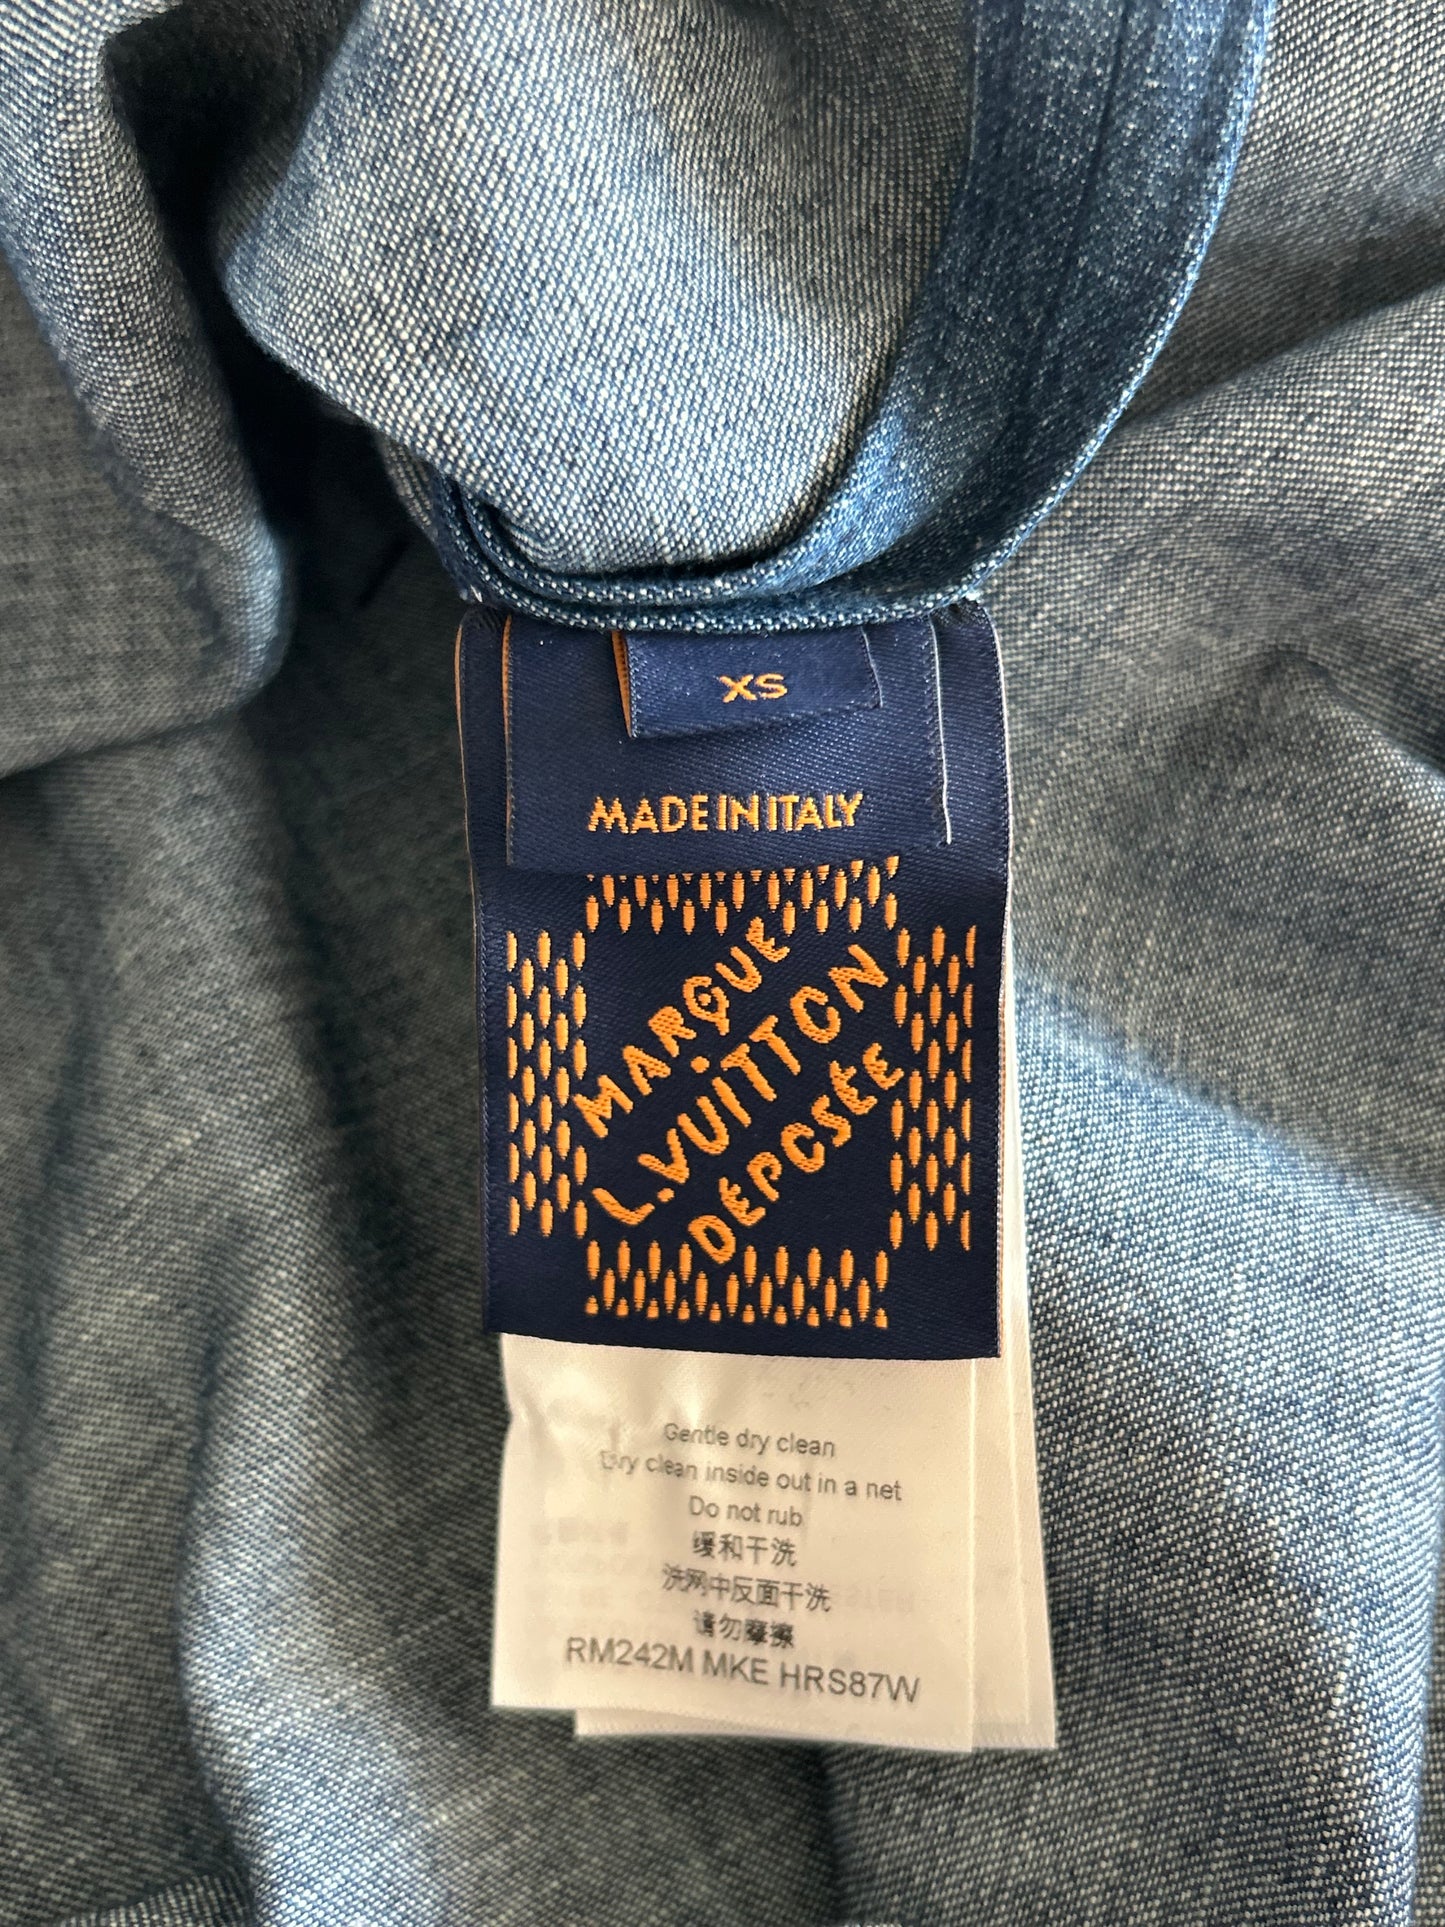 XS
MADE IN ITALY
MARQUE
L.VUITTON
DÉPOSÉE
Gentle dry clean
Dry clean inside out in a net
Do not rub
缓和干洗
洗网中反面干洗
请勿摩擦
RM242M MKE HRS87W